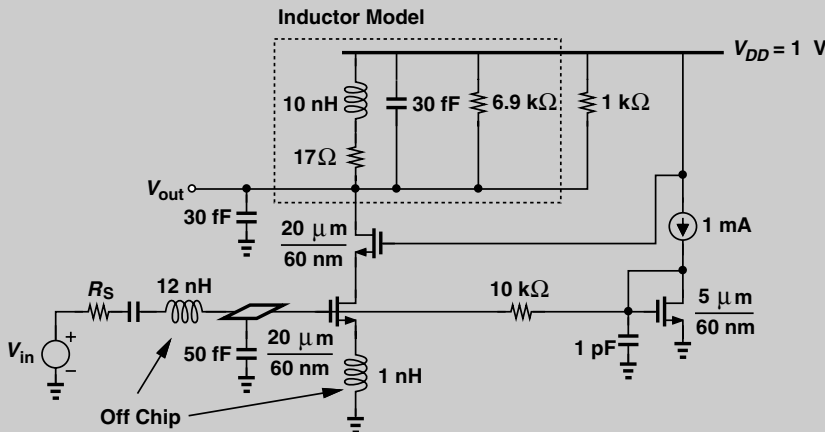 Inductor Model
V_DD = 1 V
10 nH
30 fF
6.9 kΩ
1 kΩ
17Ω
V_out
30 fF
20 μm
60 nm
1 mA
R_S
12 nH
10 kΩ
5 μm
60 nm
V_in
+
−
50 fF
20 μm
60 nm
1 nH
1 pF
Off Chip